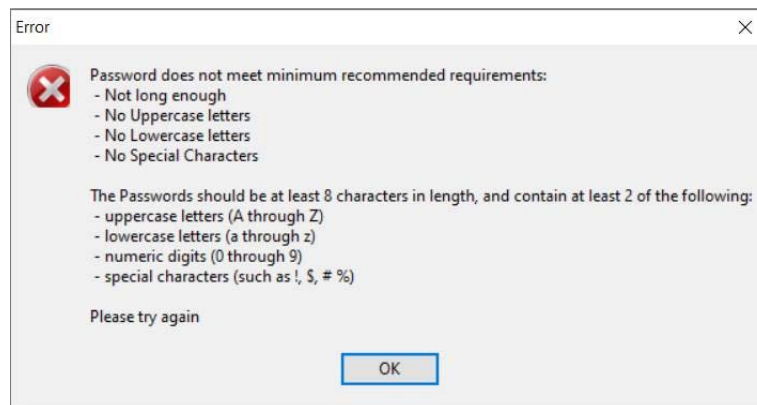 Error
Password does not meet minimum recommended requirements:
- Not long enough
- No Uppercase letters
- No Lowercase letters
- No Special Characters
The Passwords should be at least 8 characters in length, and contain at least 2 of the following:
- uppercase letters (A through Z)
- lowercase letters (a through z)
- numeric digits (0 through 9)
- special characters (such as !, $, # %)
Please try again
OK